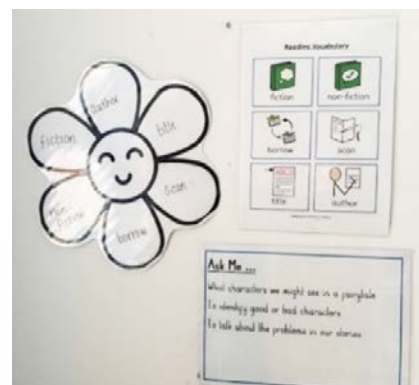 author
title
scan
borrow
non-
fiction
fiction
Reading Vocabulary
fiction
non-fiction
borrow
scan
title
author
Ask Me ...
What characters we might see in a fairytale
To identify good or bad characters
To talk about the problems in our stories